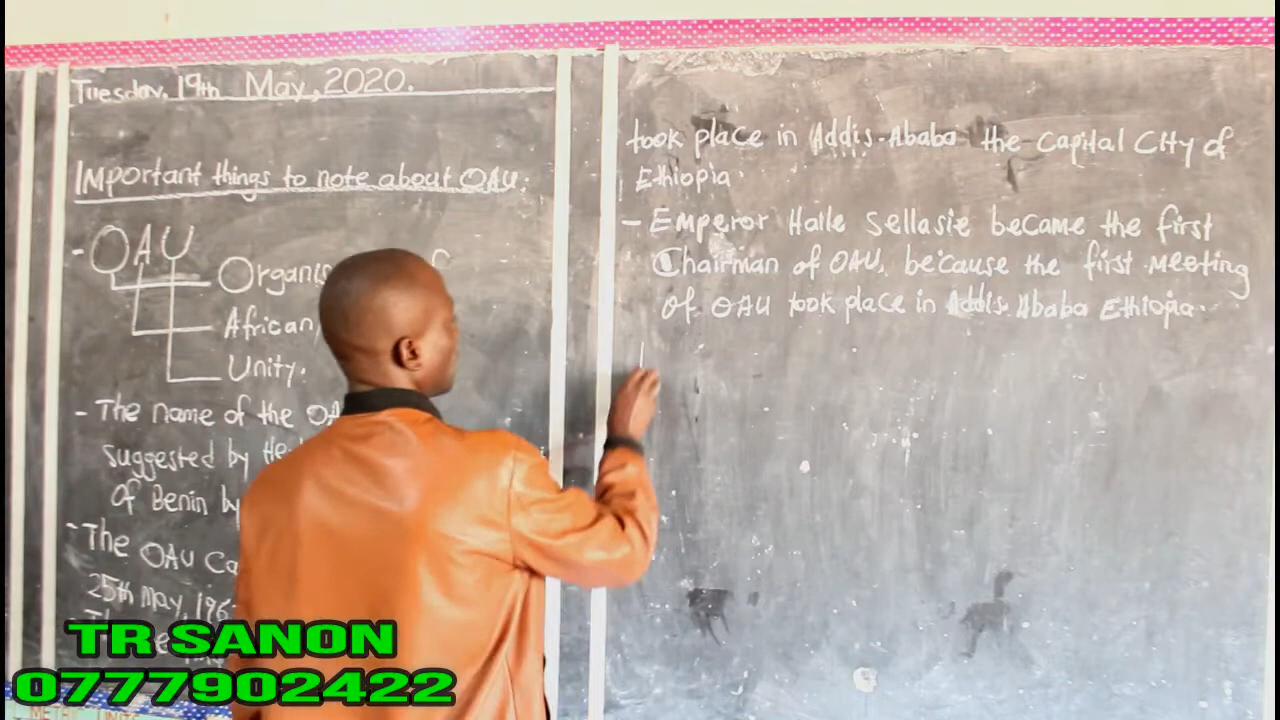 Tuesday, 19th May, 2020.
Important things to note about OAU.
- OAU
Organis
African
Unity.
- The name of the OA
suggested by He
of Benin by
- The OAU Ca
25th May, 196
took place in Addis-Ababa the Capital City of
Ethiopia.
- Emperor Haile Sellasie became the first
Chairman of OAU, because the first Meeting
of OAU took place in Addis Ababa Ethiopia.
TR SANON
0777902422